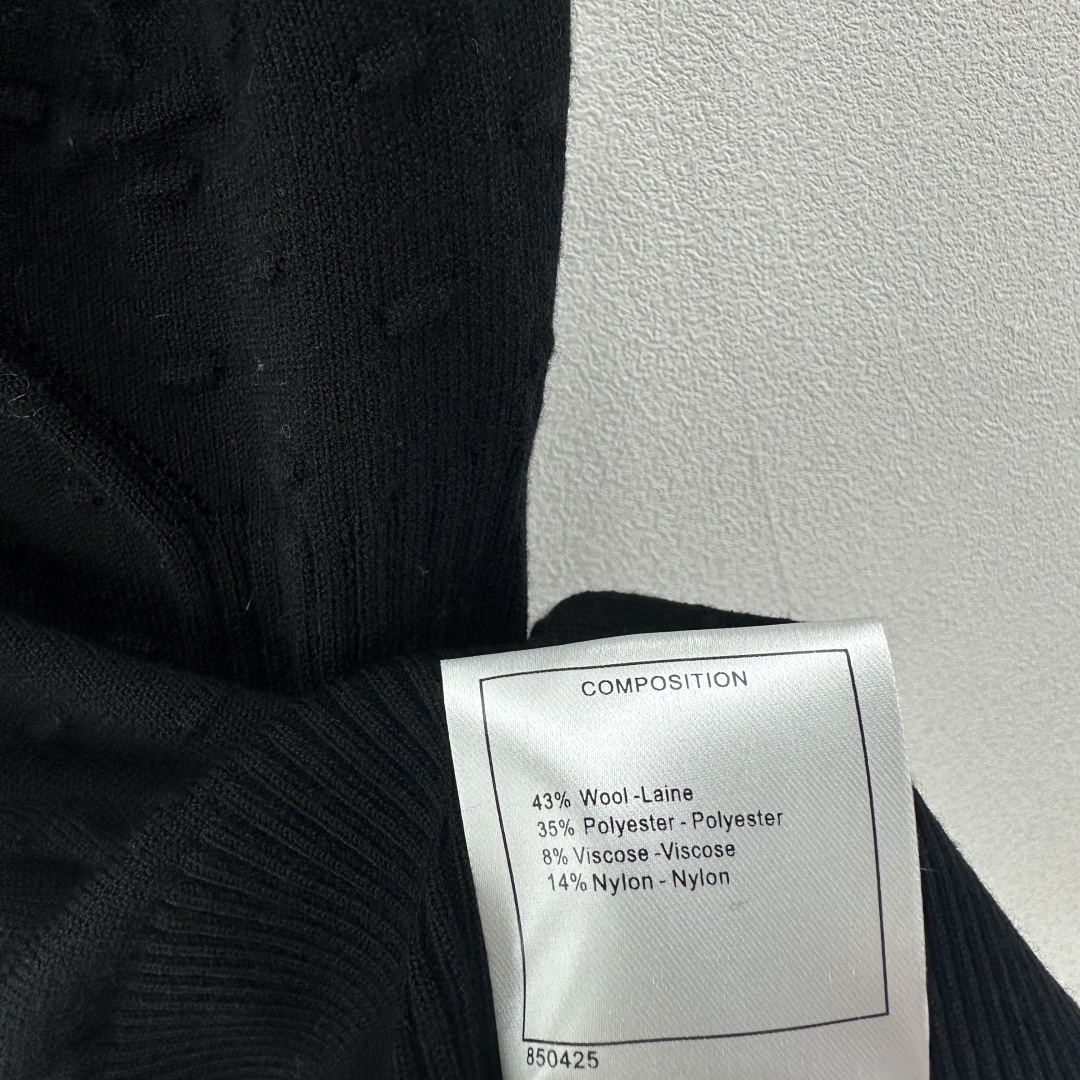 COMPOSITION
43% Wool -Laine
35% Polyester - Polyester
8% Viscose -Viscose
14% Nylon - Nylon
850425